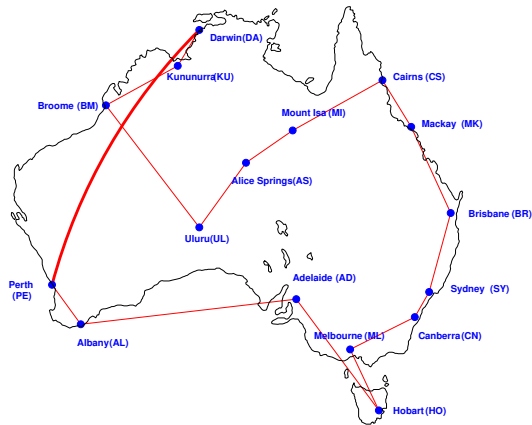 Darwin(DA)
Kununurra(KU)
Cairns (CS)
Broome (BM)
Mount Isa(MI)
Mackay (MK)
Alice Springs(AS)
Brisbane (BR)
Uluru(UL)
Perth
(PE)
Adelaide (AD)
Sydney (SY)
Albany(AL)
Melbourne(ML)
Canberra(CN)
Hobart(HO)